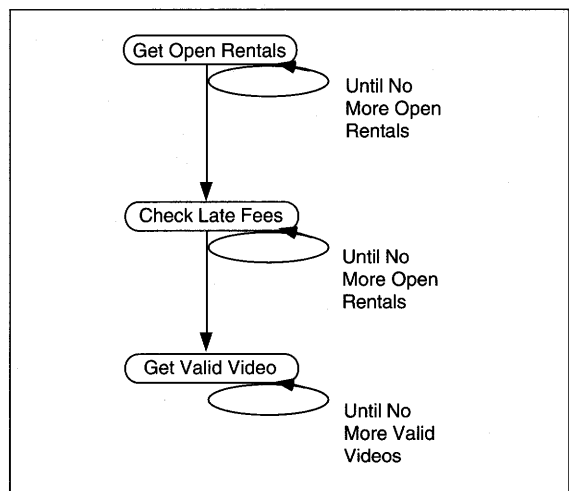 Get Open Rentals
Until No
More Open
Rentals
Check Late Fees
Until No
More Open
Rentals
Get Valid Video
Until No
More Valid
Videos